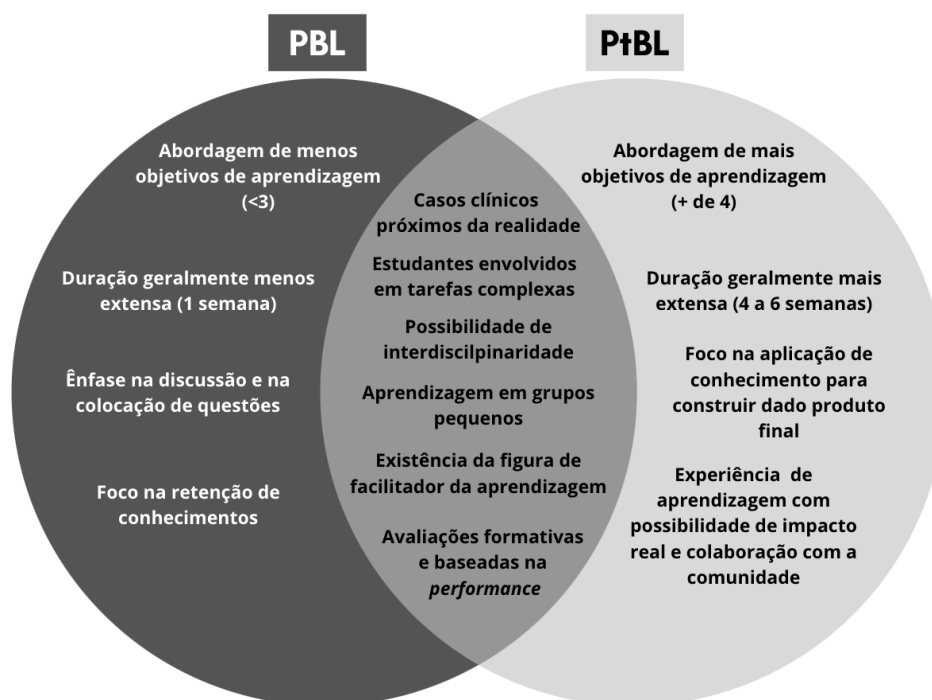 PBL
PtBL
Abordagem de menos
objetivos de aprendizagem
(<3)
Duração geralmente menos
extensa (1 semana)
Ênfase na discussão e na
colocação de questões
Foco na retenção de
conhecimentos
Casos clínicos
próximos da realidade
Estudantes envolvidos
em tarefas complexas
Possibilidade de
interdiscilpinaridade
Aprendizagem em grupos
pequenos
Existência da figura de
facilitador da aprendizagem
Avaliações formativas
e baseadas na
performance
Abordagem de mais
objetivos de aprendizagem
(+ de 4)
Duração geralmente mais
extensa (4 a 6 semanas)
Foco na aplicação de
conhecimento para
construir dado produto
final
Experiência de
aprendizagem com
possibilidade de impacto
real e colaboração com a
comunidade